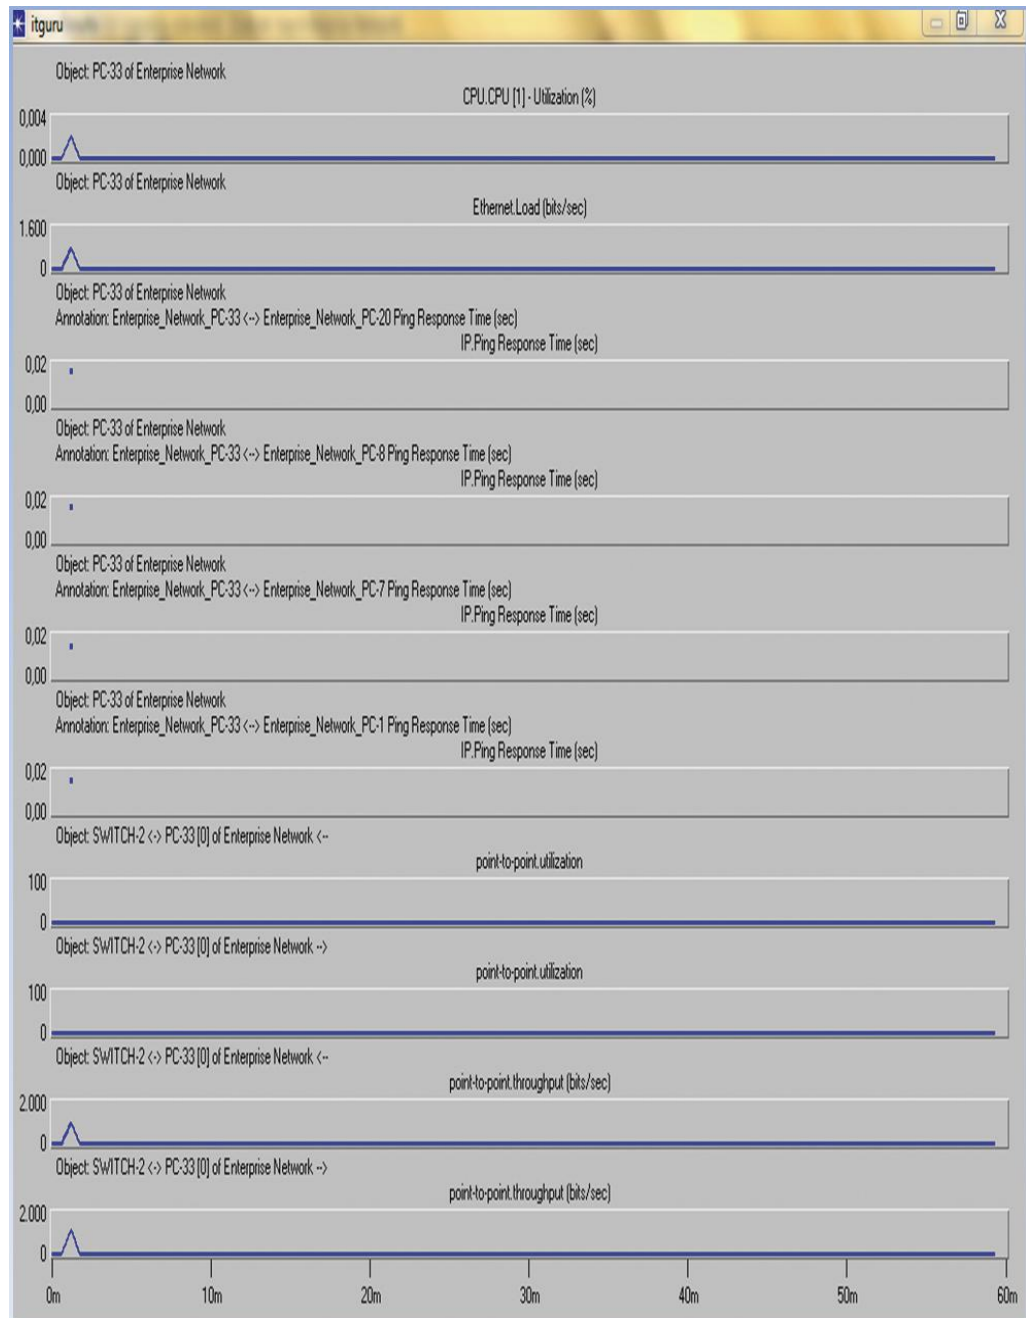 itguru
Object: PC-33 of Enterprise Network
CPU.CPU [1] - Utilization (%)
0,004
0,000
Object: PC-33 of Enterprise Network
Ethernet.Load (bits/sec)
1.600
0
Object: PC-33 of Enterprise Network
Annotation: Enterprise_Network_PC-33 <--> Enterprise_Network_PC-20 Ping Response Time (sec)
IP.Ping Response Time (sec)
0,02
0,00
Object: PC-33 of Enterprise Network
Annotation: Enterprise_Network_PC-33 <--> Enterprise_Network_PC-8 Ping Response Time (sec)
IP.Ping Response Time (sec)
0,02
0,00
Object: PC-33 of Enterprise Network
Annotation: Enterprise_Network_PC-33 <--> Enterprise_Network_PC-7 Ping Response Time (sec)
IP.Ping Response Time (sec)
0,02
0,00
Object: PC-33 of Enterprise Network
Annotation: Enterprise_Network_PC-33 <--> Enterprise_Network_PC-1 Ping Response Time (sec)
IP.Ping Response Time (sec)
0,02
0,00
Object: SWITCH-2 <-> PC-33 [0] of Enterprise Network <--
point-to-point.utilization
100
0
Object: SWITCH-2 <-> PC-33 [0] of Enterprise Network -->
point-to-point.utilization
100
0
Object: SWITCH-2 <-> PC-33 [0] of Enterprise Network <--
point-to-point.throughput (bits/sec)
2.000
0
Object: SWITCH-2 <-> PC-33 [0] of Enterprise Network -->
point-to-point.throughput (bits/sec)
2.000
0
0m 10m 20m 30m 40m 50m 60m